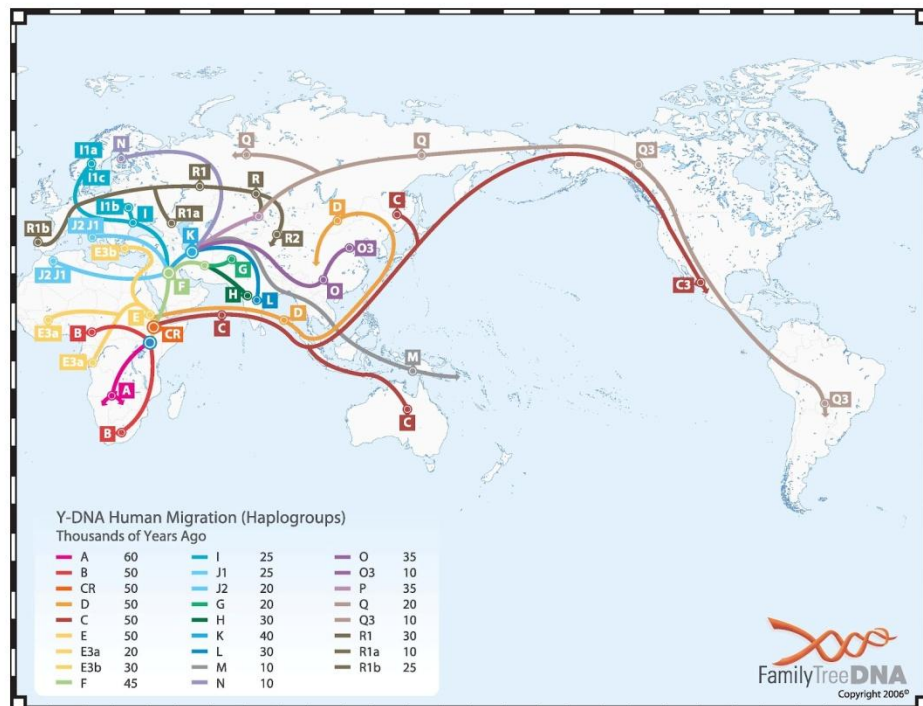 I1a
N
Q
Q
Q3
I1c
R1
R
C
I1b
I
R1a
D
R1b
J2 J1
K
R2
O3
E3b
J2 J1
G
F
O
H
L
C3
E
D
E3a
B
CR
C
E3a
M
A
Q3
B
C
Y-DNA Human Migration (Haplogroups)
Thousands of Years Ago
A 60 I 25 O 35
B 50 J1 25 O3 10
CR 50 J2 20 P 35
D 50 G 20 Q 20
C 50 H 30 Q3 10
E 50 K 40 R1 30
E3a 20 L 30 R1a 10
E3b 30 M 10 R1b 25
F 45 N 10
FamilyTreeDNA
Copyright 2006©